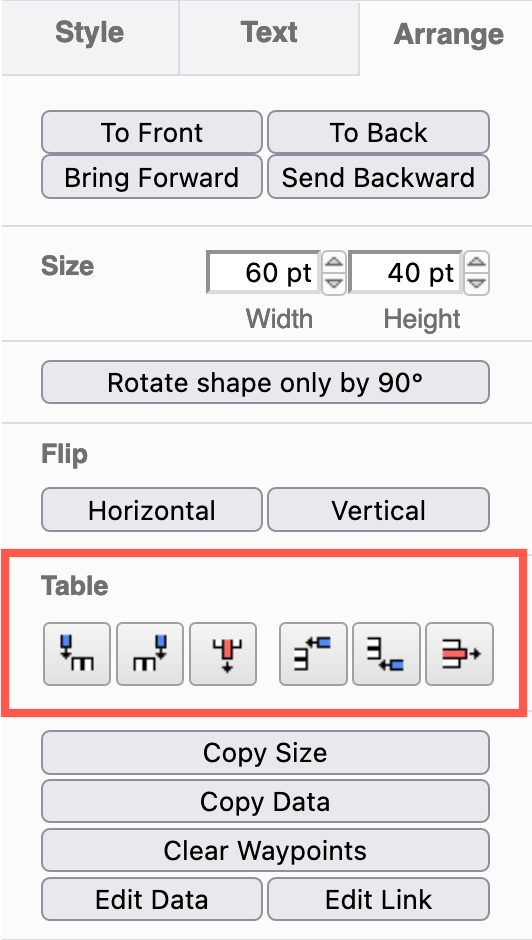 Style Text Arrange
To Front To Back
Bring Forward Send Backward
Size 60 pt 40 pt
Width Height
Rotate shape only by 90°
Flip
Horizontal Vertical
Table
Copy Size
Copy Data
Clear Waypoints
Edit Data Edit Link